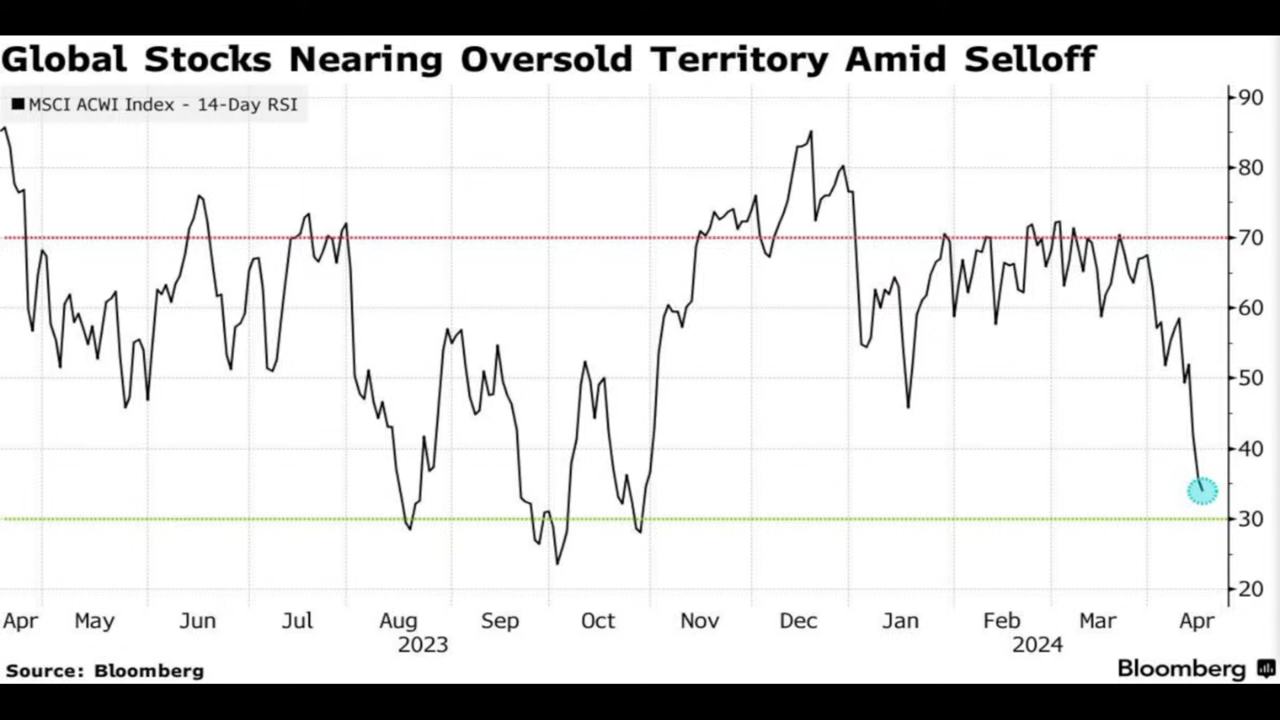 Global Stocks Nearing Oversold Territory Amid Selloff
MSCI ACWI Index - 14-Day RSI
90
80
70
60
50
40
30
20
Apr May Jun Jul Aug Sep Oct Nov Dec Jan Feb Mar Apr
2023 2024
Source: Bloomberg
Bloomberg